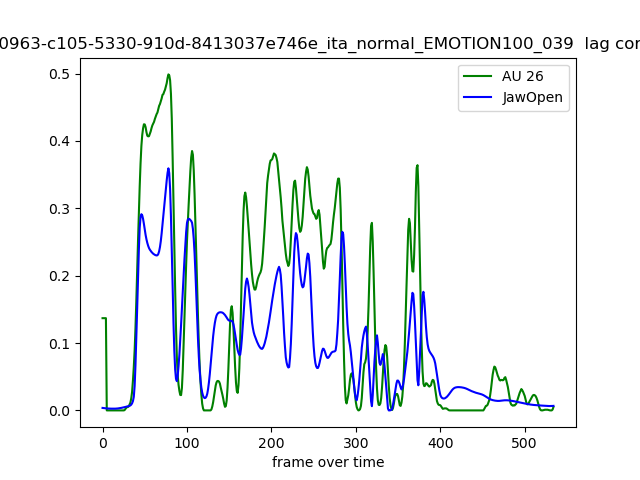 0963-c105-5330-910d-8413037e746e_ita_normal_EMOTION100_039  lag cor
AU 26
JawOpen
0.5
0.4
0.3
0.2
0.1
0.0
0 100 200 300 400 500
frame over time